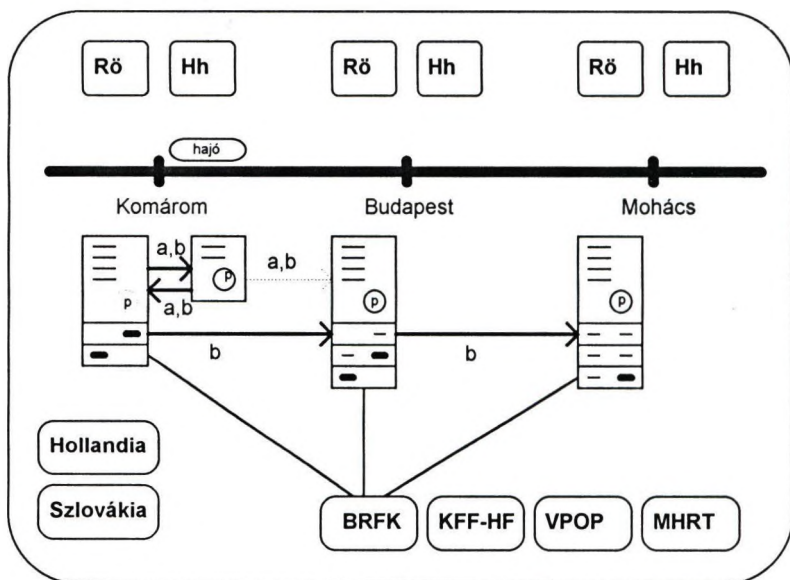 Rö Hh Rö Hh Rö Hh
hajó
Komárom Budapest Mohács
a,b a,b
p p p p
a,b
b b
Hollandia
Szlovákia
BRFK KFF-HF VPOP MHRT